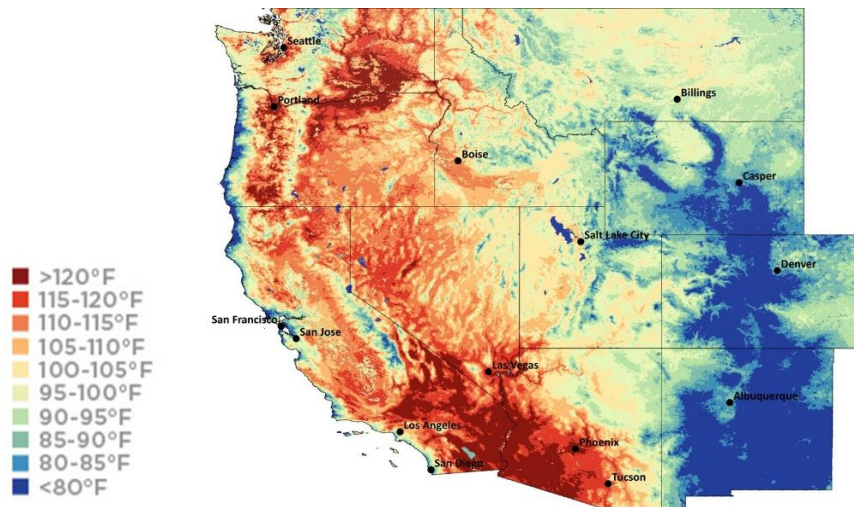 Seattle
Portland
Billings
Boise
Casper
Salt Lake City
Denver
>120°F
115-120°F
110-115°F
105-110°F
100-105°F
95-100°F
90-95°F
85-90°F
80-85°F
<80°F
San Francisco
San Jose
Las Vegas
Albuquerque
Los Angeles
Phoenix
San Diego
Tucson